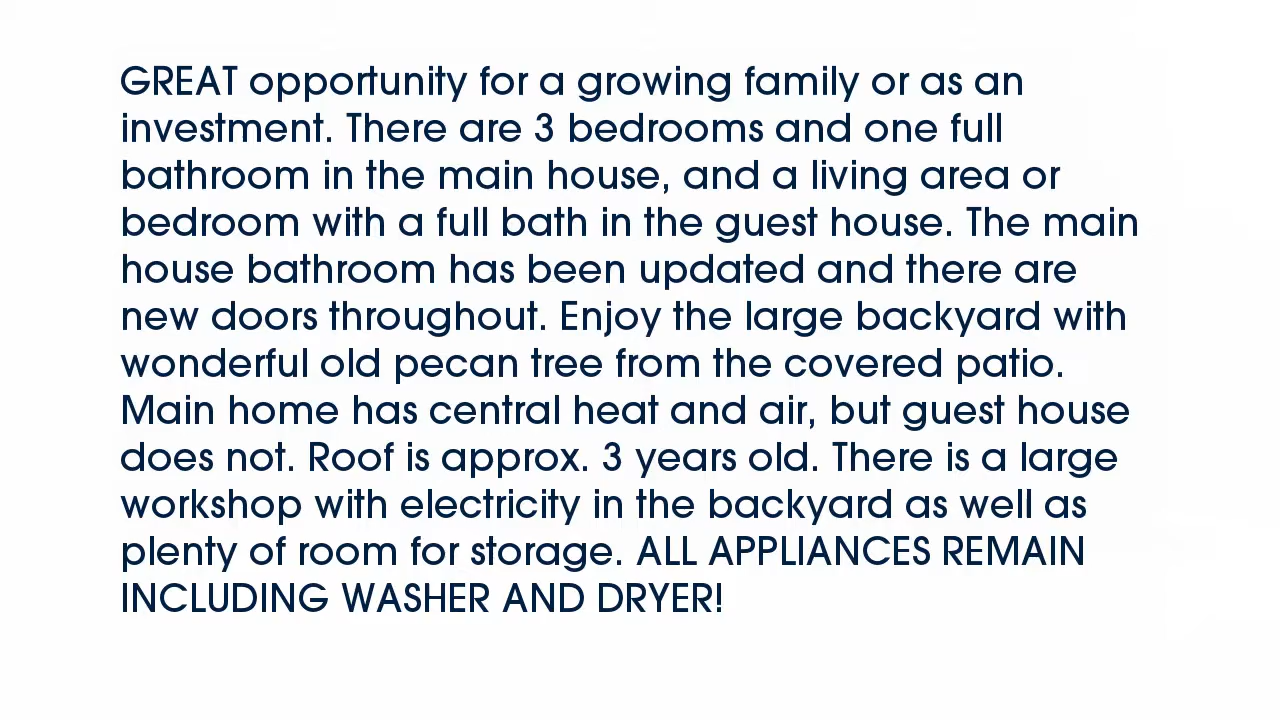 GREAT opportunity for a growing family or as an
investment. There are 3 bedrooms and one full
bathroom in the main house, and a living area or
bedroom with a full bath in the guest house. The main
house bathroom has been updated and there are
new doors throughout. Enjoy the large backyard with
wonderful old pecan tree from the covered patio.
Main home has central heat and air, but guest house
does not. Roof is approx. 3 years old. There is a large
workshop with electricity in the backyard as well as
plenty of room for storage. ALL APPLIANCES REMAIN
INCLUDING WASHER AND DRYER!